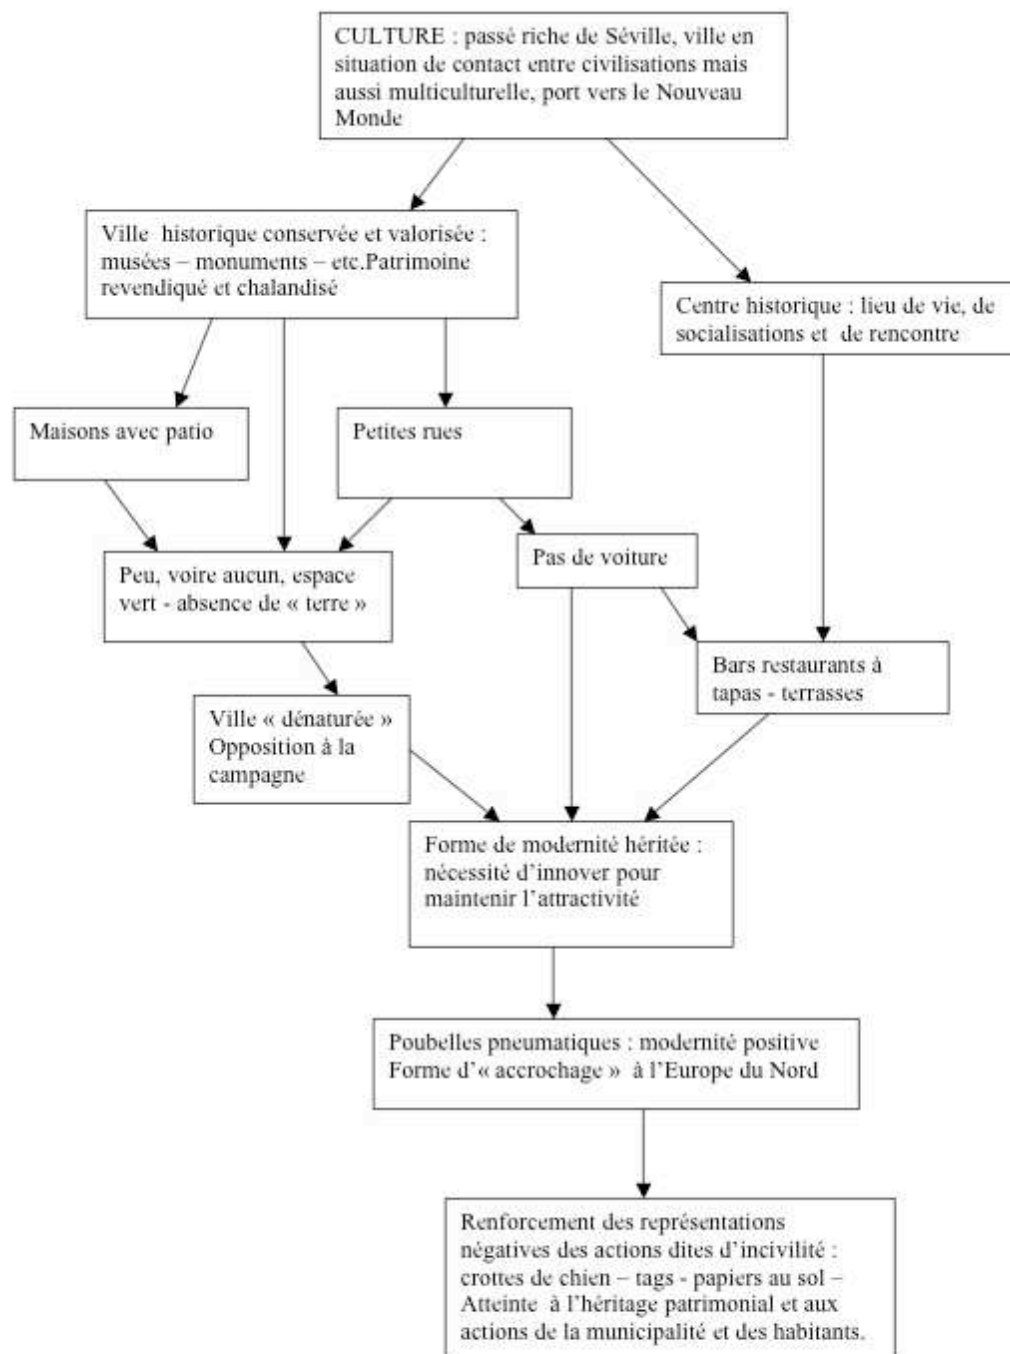 CULTURE : passé riche de Séville, ville en
situation de contact entre civilisations mais
aussi multiculturelle, port vers le Nouveau
Monde
Ville  historique conservée et valorisée :
musées – monuments – etc.Patrimoine
revendiqué et chalandisé
Centre historique : lieu de vie, de
socialisations et  de rencontre
Maisons avec patio
Petites rues
Pas de voiture
Peu, voire aucun, espace
vert - absence de « terre »
Bars restaurants à
tapas - terrasses
Ville « dénaturée »
Opposition à la
campagne
Forme de modernité héritée :
nécessité d’innover pour
maintenir l’attractivité
Poubelles pneumatiques : modernité positive
Forme d’« accrochage »  à l’Europe du Nord
Renforcement des représentations
négatives des actions dites d’incivilité :
crottes de chien – tags - papiers au sol –
Atteinte  à l’héritage patrimonial et aux
actions de la municipalité et des habitants.